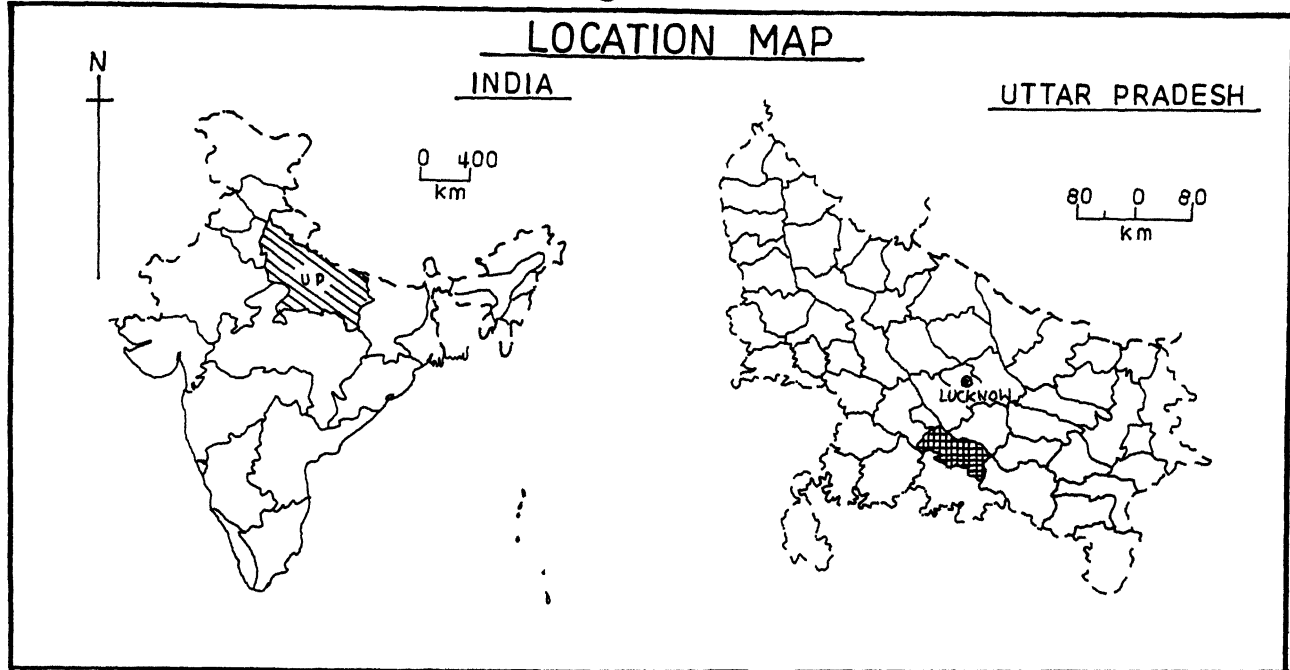 LOCATION MAP
N
INDIA
UTTAR PRADESH
0 400
km
80 0 80
km
UP
LUCKNOW